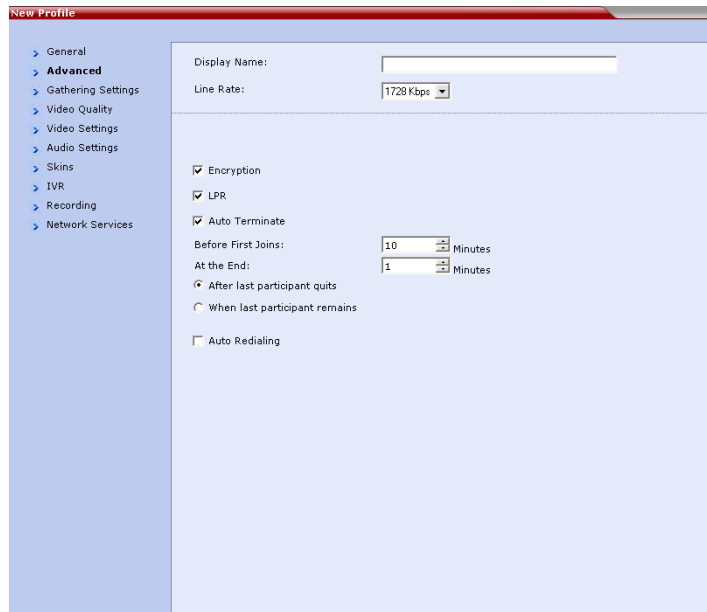 New Profile
General
Advanced
Gathering Settings
Video Quality
Video Settings
Audio Settings
Skins
IVR
Recording
Network Services
Display Name:
Line Rate: 1728 Kbps
Encryption
LPR
Auto Terminate
Before First Joins: 10 Minutes
At the End: 1 Minutes
After last participant quits
When last participant remains
Auto Redialing